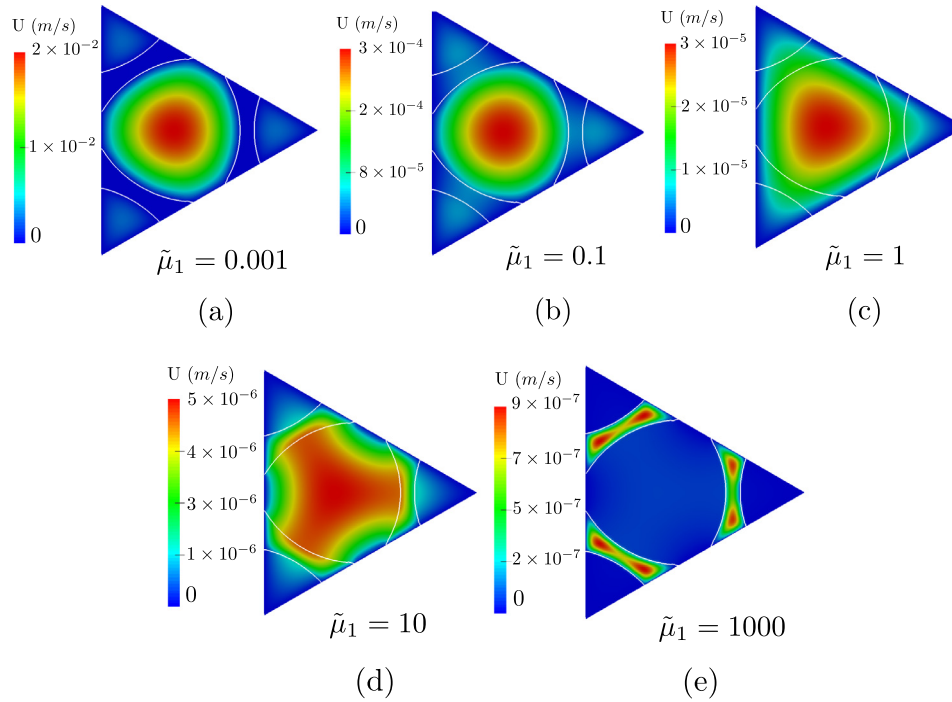 U (m/s)
2 × 10⁻²
1 × 10⁻²
0
μ̃₁ = 0.001
(a)
U (m/s)
3 × 10⁻⁴
2 × 10⁻⁴
8 × 10⁻⁵
0
μ̃₁ = 0.1
(b)
U (m/s)
3 × 10⁻⁵
2 × 10⁻⁵
1 × 10⁻⁵
0
μ̃₁ = 1
(c)
U (m/s)
5 × 10⁻⁶
4 × 10⁻⁶
3 × 10⁻⁶
1 × 10⁻⁶
0
μ̃₁ = 10
(d)
U (m/s)
9 × 10⁻⁷
7 × 10⁻⁷
5 × 10⁻⁷
2 × 10⁻⁷
0
μ̃₁ = 1000
(e)